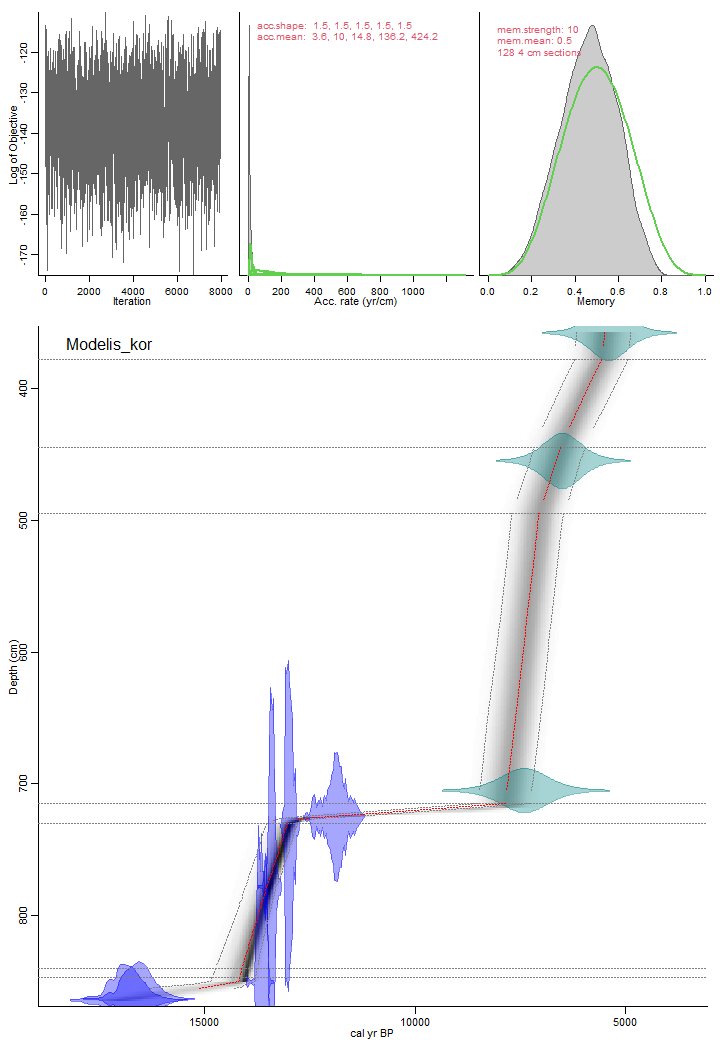 acc.shape: 1.5, 1.5, 1.5, 1.5, 1.5
acc.mean: 3.6, 10, 14.8, 136.2, 424.2
mem.strength: 10
mem.mean: 0.5
128 4 cm sections
Log of Objective
-120
-130
-140
-150
-160
-170
0 2000 4000 6000 8000
Iteration
0 200 400 600 800 1000
Acc. rate (yr/cm)
0.0 0.2 0.4 0.6 0.8 1.0
Memory
Modelis_kor
Depth (cm)
400
500
600
700
800
15000 10000 5000
cal yr BP